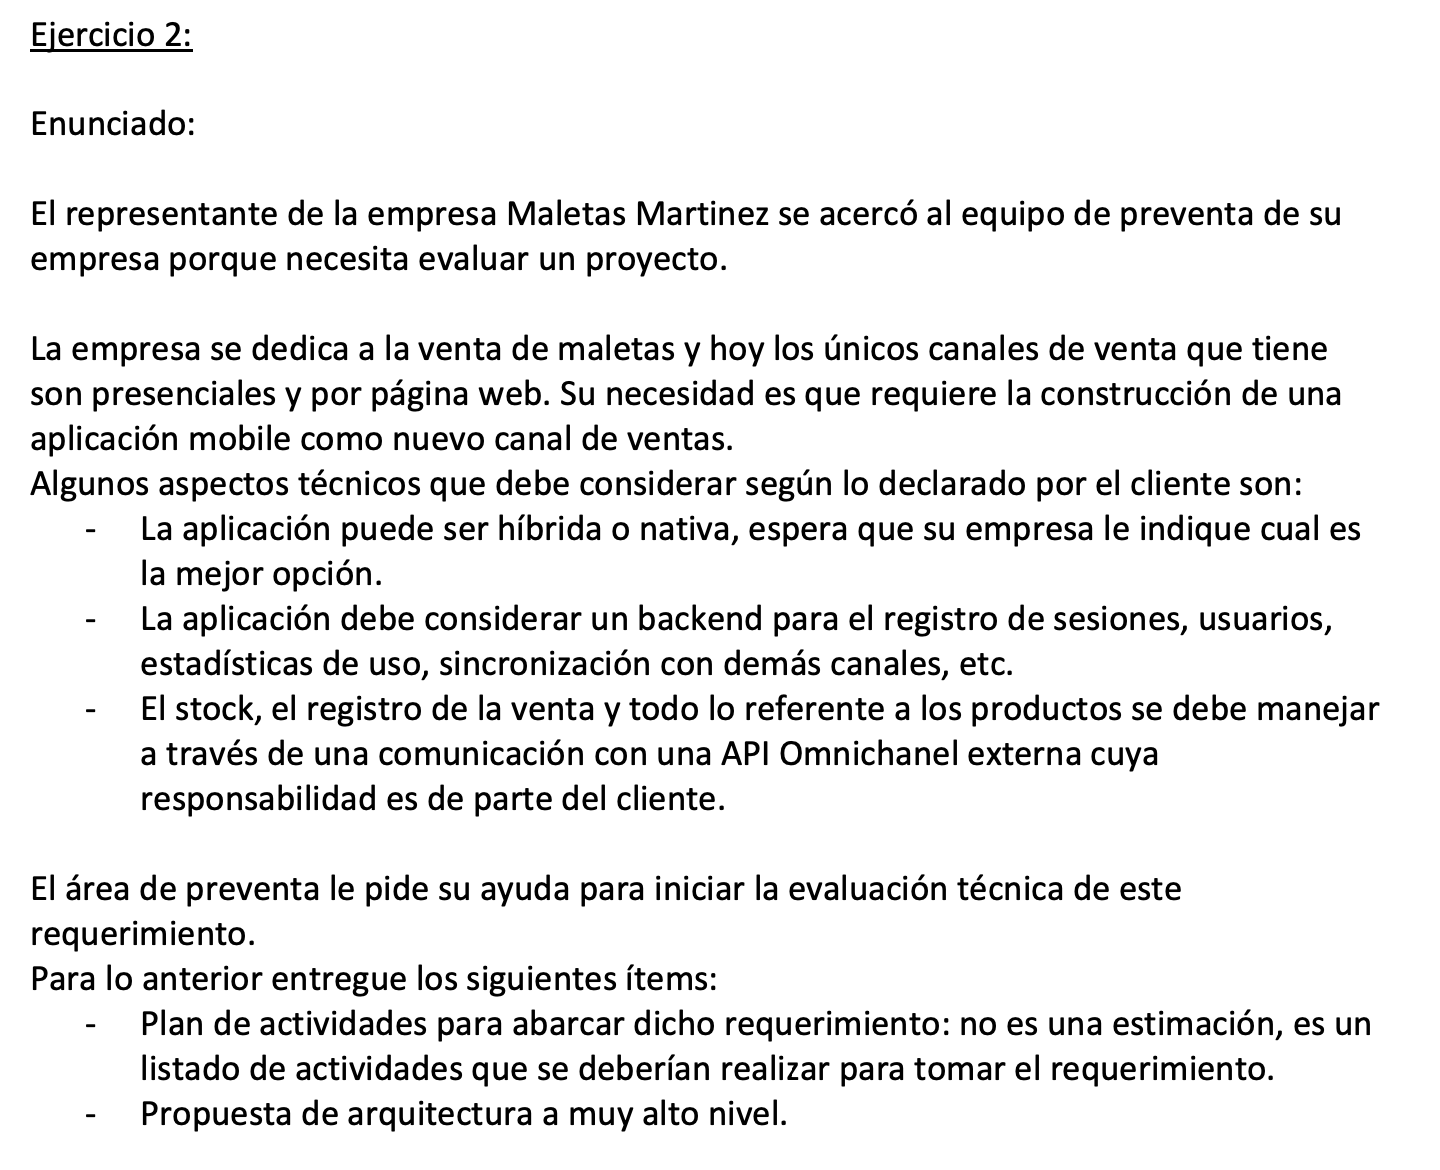 Ejercicio 2:
Enunciado:
El representante de la empresa Maletas Martinez se acercó al equipo de preventa de su
empresa porque necesita evaluar un proyecto.
La empresa se dedica a la venta de maletas y hoy los únicos canales de venta que tiene
son presenciales y por página web. Su necesidad es que requiere la construcción de una
aplicación mobile como nuevo canal de ventas.
Algunos aspectos técnicos que debe considerar según lo declarado por el cliente son:
- La aplicación puede ser híbrida o nativa, espera que su empresa le indique cual es
la mejor opción.
- La aplicación debe considerar un backend para el registro de sesiones, usuarios,
estadísticas de uso, sincronización con demás canales, etc.
- El stock, el registro de la venta y todo lo referente a los productos se debe manejar
a través de una comunicación con una API Omnichanel externa cuya
responsabilidad es de parte del cliente.
El área de preventa le pide su ayuda para iniciar la evaluación técnica de este
requerimiento.
Para lo anterior entregue los siguientes ítems:
- Plan de actividades para abarcar dicho requerimiento: no es una estimación, es un
listado de actividades que se deberían realizar para tomar el requerimiento.
- Propuesta de arquitectura a muy alto nivel.